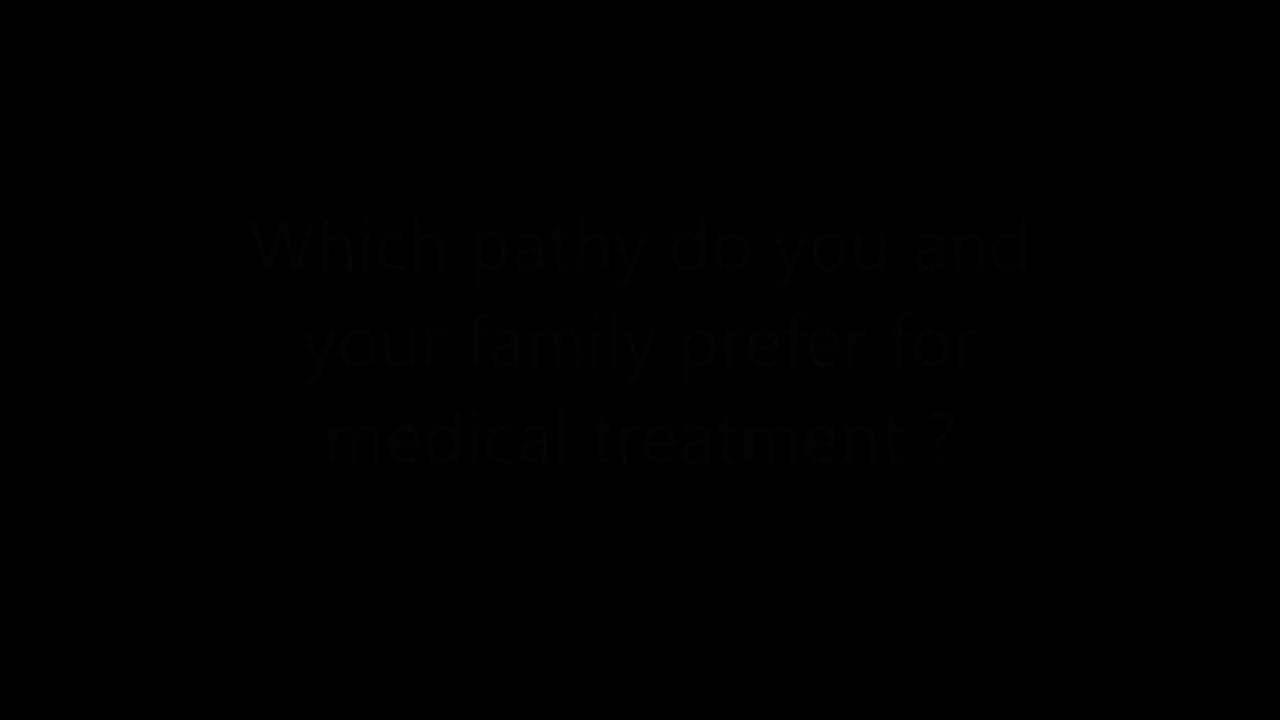 Which pathy do you and
your family prefer for
medical treatment ?